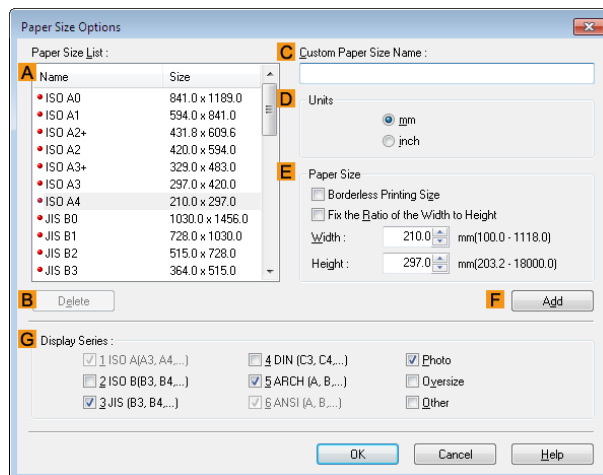 Paper Size Options
Paper Size List :
A
Name Size
ISO A0 841.0 x 1189.0
ISO A1 594.0 x 841.0
ISO A2+ 431.8 x 609.6
ISO A2 420.0 x 594.0
ISO A3+ 329.0 x 483.0
ISO A3 297.0 x 420.0
ISO A4 210.0 x 297.0
JIS B0 1030.0 x 1456.0
JIS B1 728.0 x 1030.0
JIS B2 515.0 x 728.0
JIS B3 364.0 x 515.0
B Delete
C Custom Paper Size Name :
D Units
mm
inch
E Paper Size
Borderless Printing Size
Fix the Ratio of the Width to Height
Width : 210.0 mm(100.0 - 1118.0)
Height : 297.0 mm(203.2 - 18000.0)
F Add
G Display Series :
1 ISO A(A3, A4,...) 4 DIN (C3, C4,...) Photo
2 ISO B(B3, B4,...) 5 ARCH (A, B,...) Oversize
3 JIS (B3, B4,...) 6 ANSI (A, B,...) Other
OK Cancel Help